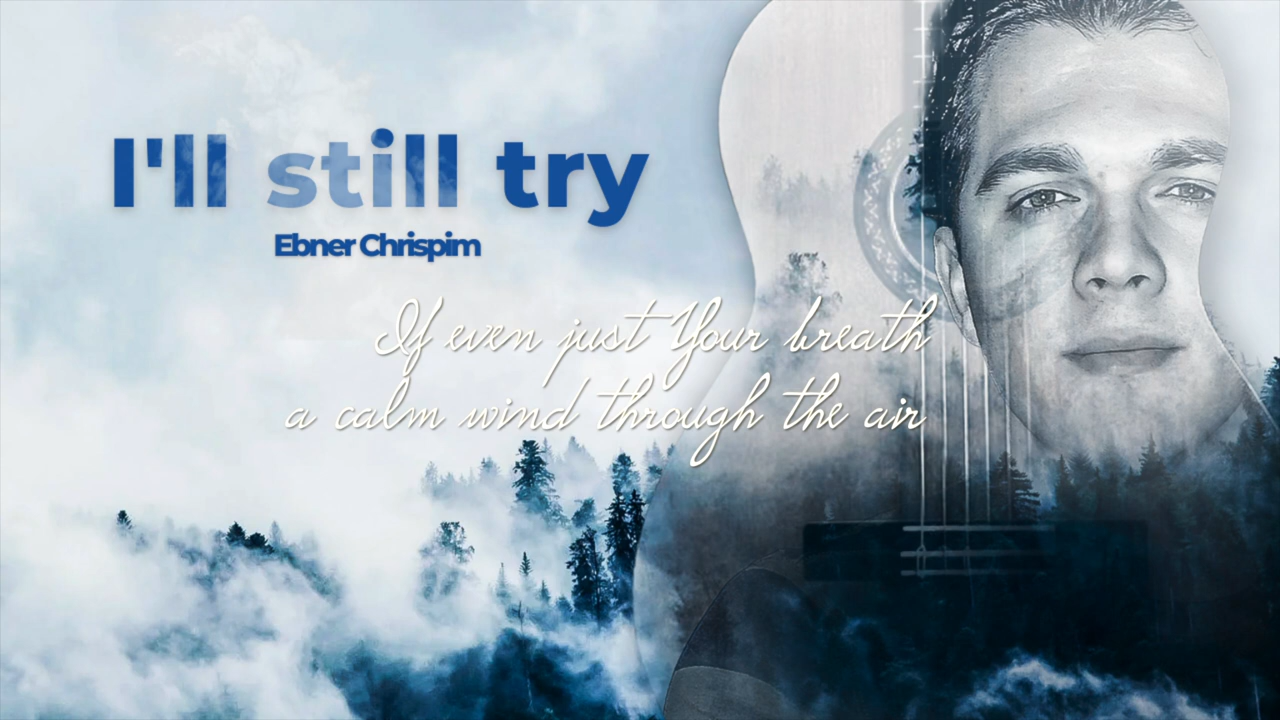 I'll still try
Ebner Chrispim
If even just Your breath
a calm wind through the air